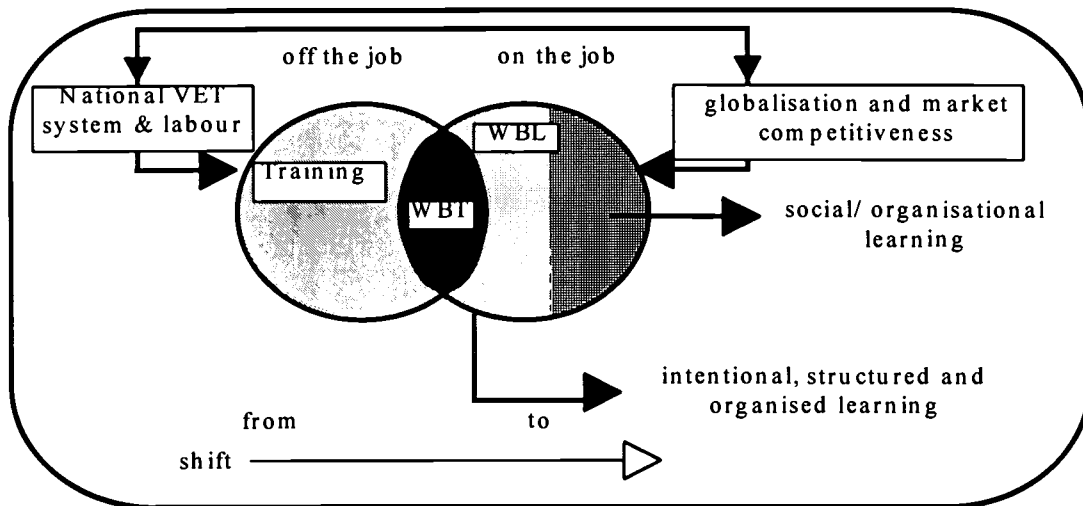 off the job
on the job
National VET
system & labour
globalisation and market
competitiveness
WBL
Training
WBT
social/ organisational
learning
intentional, structured and
organised learning
from
to
shift